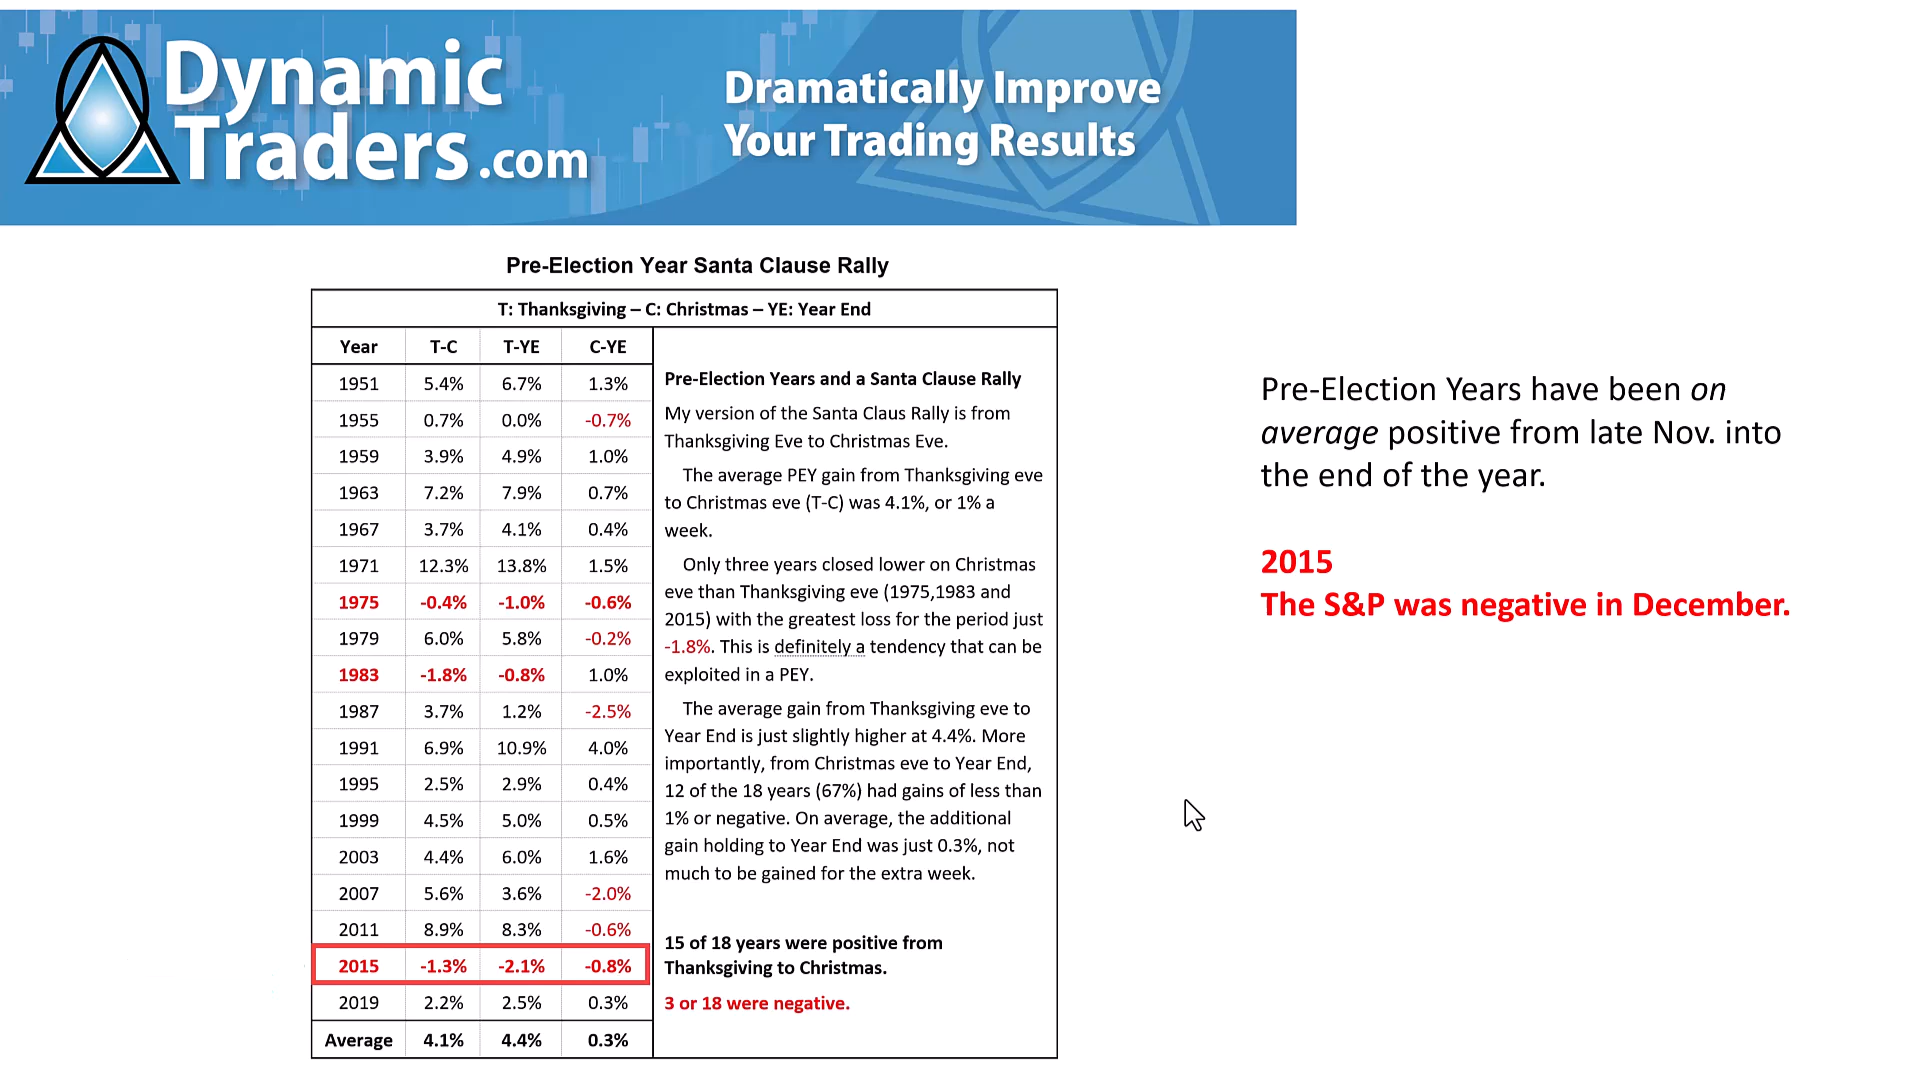 Dynamic
Traders.com
Dramatically Improve
Your Trading Results
Pre-Election Year Santa Clause Rally
T: Thanksgiving – C: Christmas – YE: Year End
Year T-C T-YE C-YE
1951 5.4% 6.7% 1.3%
1955 0.7% 0.0% -0.7%
1959 3.9% 4.9% 1.0%
1963 7.2% 7.9% 0.7%
1967 3.7% 4.1% 0.4%
1971 12.3% 13.8% 1.5%
1975 -0.4% -1.0% -0.6%
1979 6.0% 5.8% -0.2%
1983 -1.8% -0.8% 1.0%
1987 3.7% 1.2% -2.5%
1991 6.9% 10.9% 4.0%
1995 2.5% 2.9% 0.4%
1999 4.5% 5.0% 0.5%
2003 4.4% 6.0% 1.6%
2007 5.6% 3.6% -2.0%
2011 8.9% 8.3% -0.6%
2015 -1.3% -2.1% -0.8%
2019 2.2% 2.5% 0.3%
Average 4.1% 4.4% 0.3%
Pre-Election Years and a Santa Clause Rally
My version of the Santa Claus Rally is from
Thanksgiving Eve to Christmas Eve.
The average PEY gain from Thanksgiving eve
to Christmas eve (T-C) was 4.1%, or 1% a
week.
Only three years closed lower on Christmas
eve than Thanksgiving eve (1975,1983 and
2015) with the greatest loss for the period just
-1.8%. This is definitely a tendency that can be
exploited in a PEY.
The average gain from Thanksgiving eve to
Year End is just slightly higher at 4.4%. More
importantly, from Christmas eve to Year End,
12 of the 18 years (67%) had gains of less than
1% or negative. On average, the additional
gain holding to Year End was just 0.3%, not
much to be gained for the extra week.
15 of 18 years were positive from
Thanksgiving to Christmas.
3 or 18 were negative.
Pre-Election Years have been on
average positive from late Nov. into
the end of the year.
2015
The S&P was negative in December.